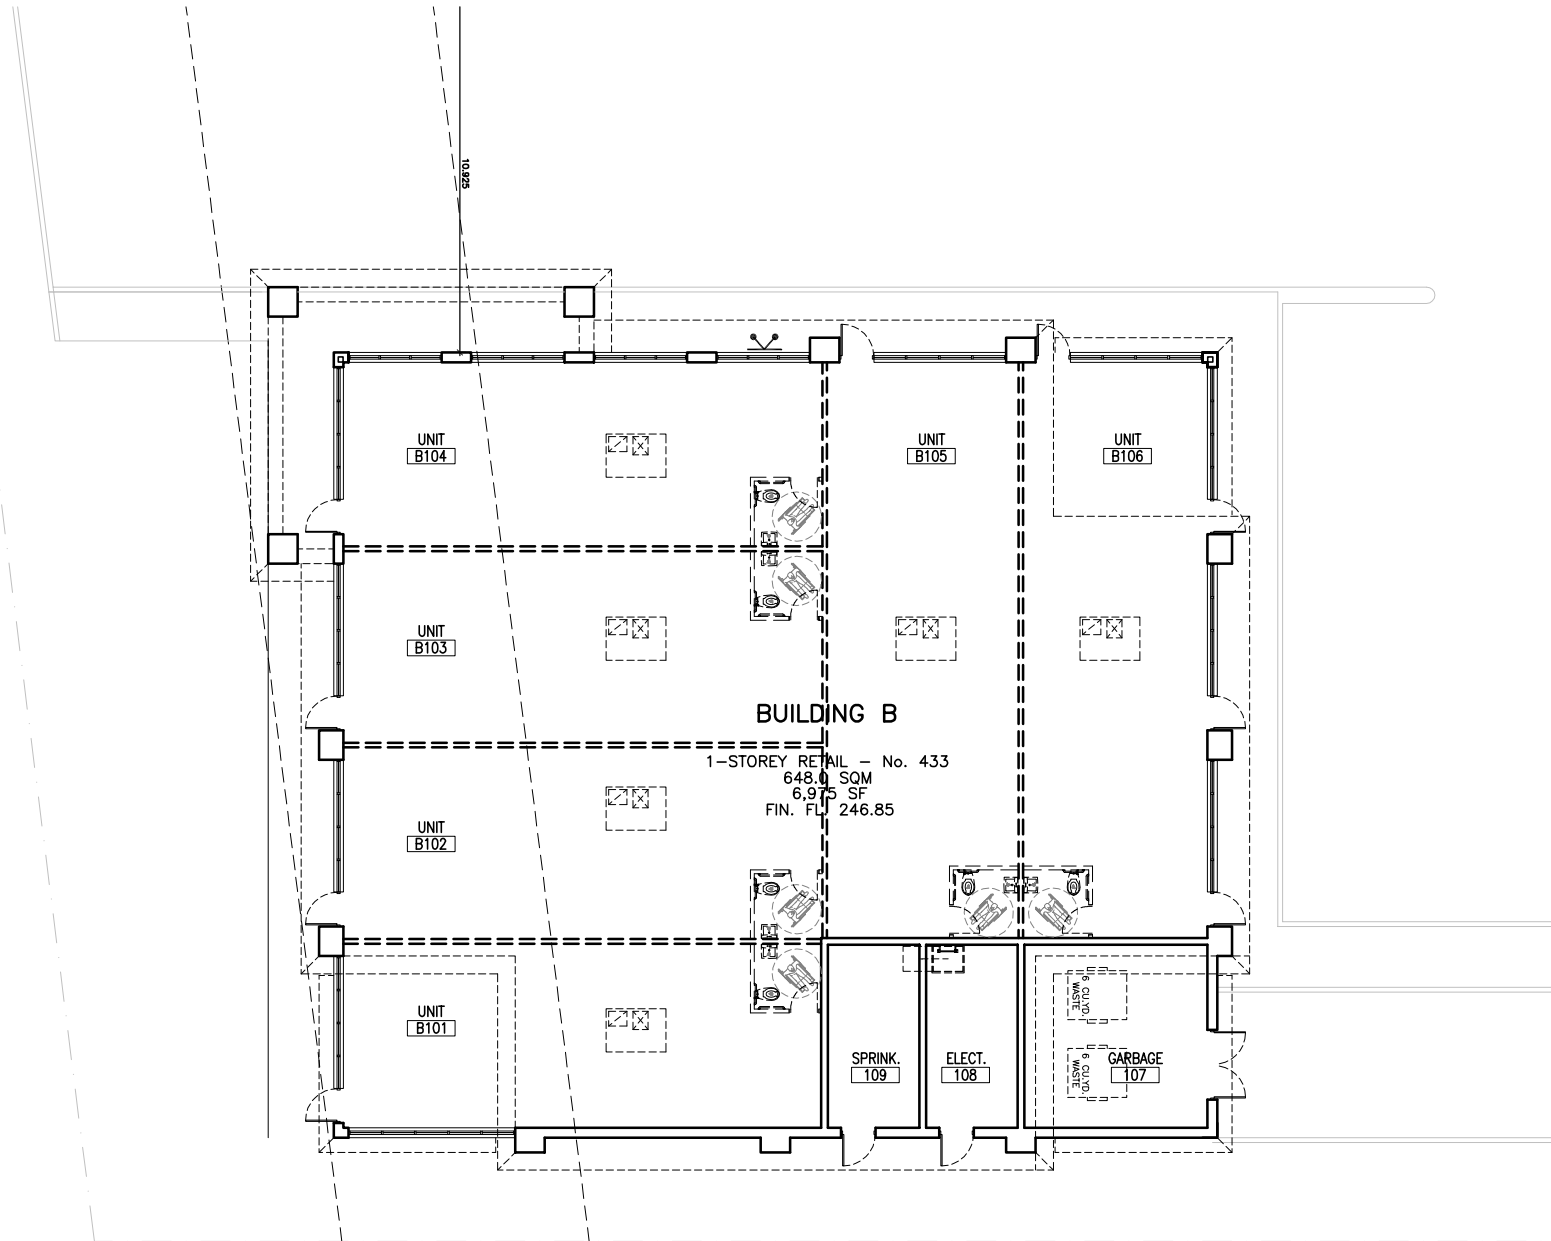 10.925
UNIT
B104
UNIT
B105
UNIT
B106
UNIT
B103
BUILDING B
1-STOREY RETAIL - No. 433
648.0 SQM
6,975 SF
FIN. FL. 246.85
UNIT
B102
UNIT
B101
SPRINK.
109
ELECT.
108
GARBAGE
107
6 CU.YD.
WASTE
6 CU.YD.
WASTE